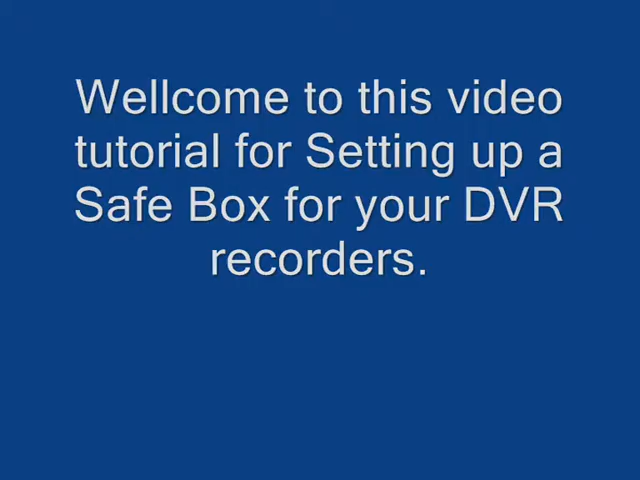 Wellcome to this video
tutorial for Setting up a
Safe Box for your DVR
recorders.